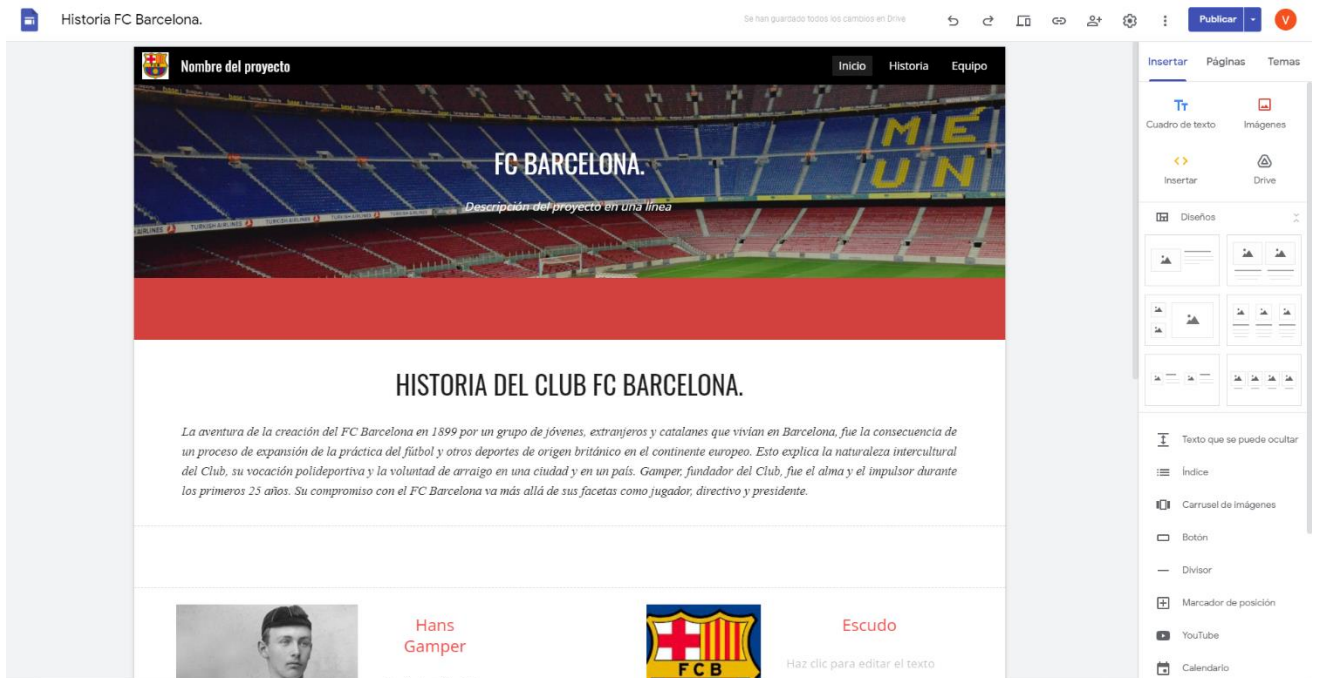 Historia FC Barcelona.
Se han guardado todos los cambios en Drive
Publicar
V
Nombre del proyecto
Inicio Historia Equipo
MÉ
UN
FC BARCELONA.
Descripción del proyecto en una línea
TURKISH AIRLINES
HISTORIA DEL CLUB FC BARCELONA.
La aventura de la creación del FC Barcelona en 1899 por un grupo de jóvenes, extranjeros y catalanes que vivían en Barcelona, fue la consecuencia de
un proceso de expansión de la práctica del fútbol y otros deportes de origen británico en el continente europeo. Esto explica la naturaleza intercultural
del Club, su vocación polideportiva y la voluntad de arraigo en una ciudad y en un país. Gamper, fundador del Club, fue el alma y el impulsor durante
los primeros 25 años. Su compromiso con el FC Barcelona va más allá de sus facetas como jugador, directivo y presidente.
Hans
Gamper
FCB
Escudo
Haz clic para editar el texto
Insertar Páginas Temas
Tт
Cuadro de texto Imágenes
Insertar Drive
Diseños
Texto que se puede ocultar
Índice
Carrusel de imágenes
Botón
Divisor
Marcador de posición
YouTube
Calendario